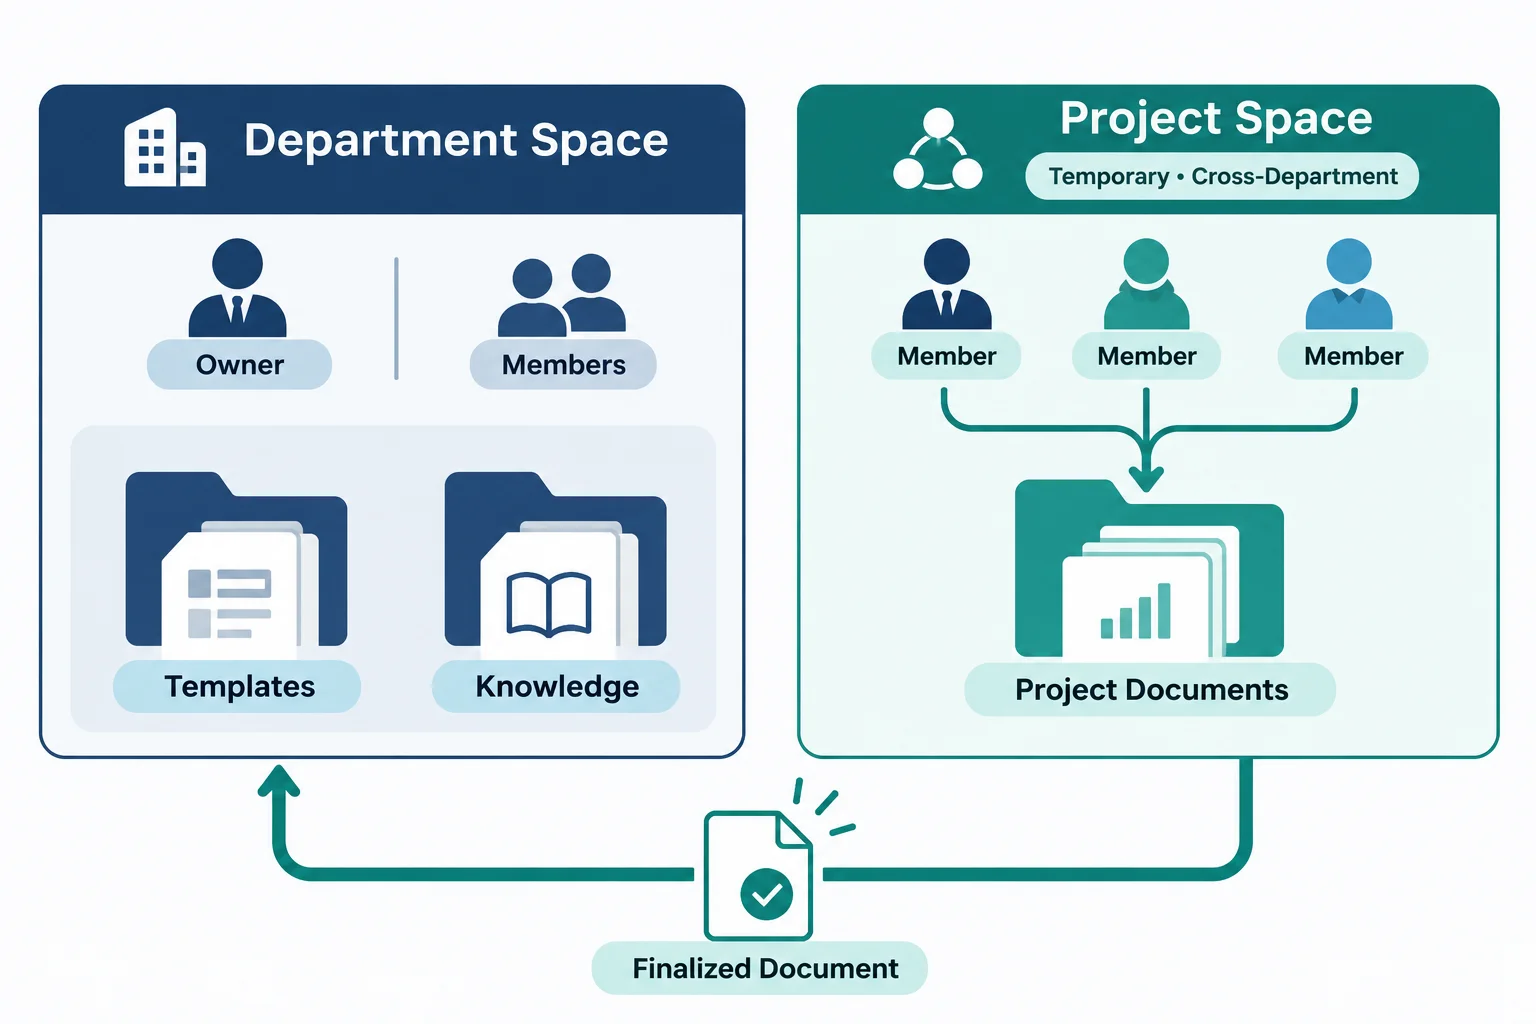 Department Space
Owner
Members
Templates
Knowledge
Project Space
Temporary • Cross-Department
Member
Member
Member
Project Documents
Finalized Document